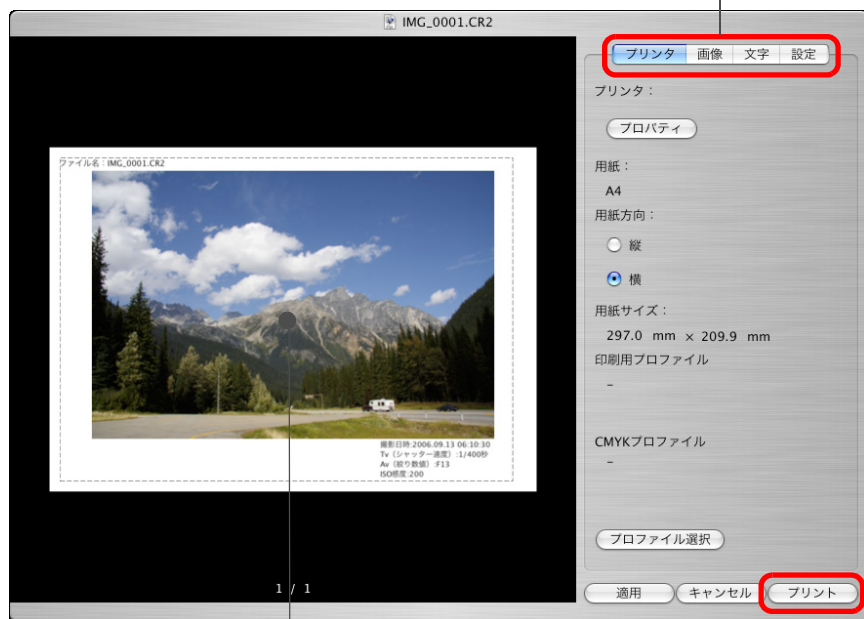 IMG_0001.CR2
プリンタ 画像 文字 設定
プリンタ：
プロパティ
用紙：
A4
用紙方向：
縦
横
用紙サイズ：
297.0 mm × 209.9 mm
印刷用プロファイル
–
CMYKプロファイル
–
プロファイル選択
適用 キャンセル プリント
ファイル名：IMG_0001.CR2
撮影日時:2006.09.13 06:10:30
Tv（シャッター速度）:1/400秒
Av（絞り数値）:F13
ISO感度:200
1 / 1